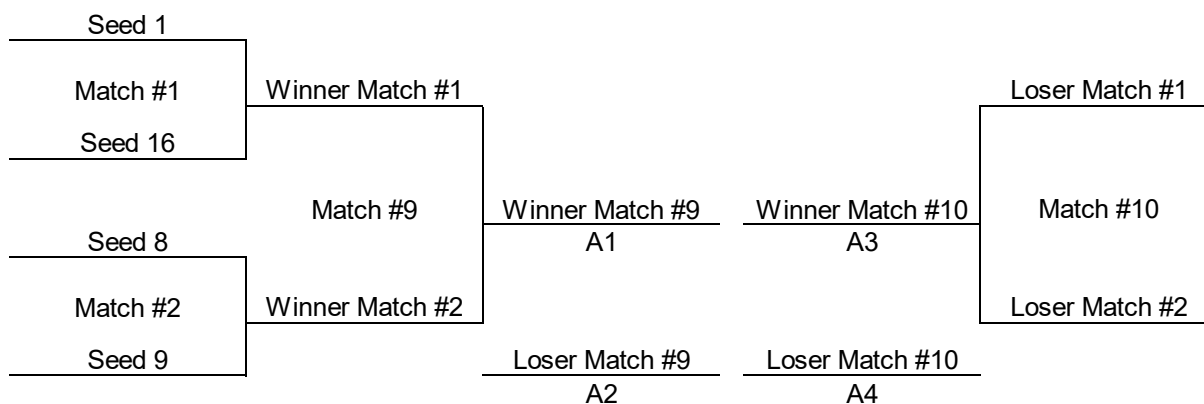 Seed 1
Match #1
Winner Match #1
Loser Match #1
Seed 16
Match #9
Winner Match #9
Winner Match #10
Match #10
Seed 8
A1
A3
Match #2
Winner Match #2
Loser Match #2
Seed 9
Loser Match #9
Loser Match #10
A2
A4